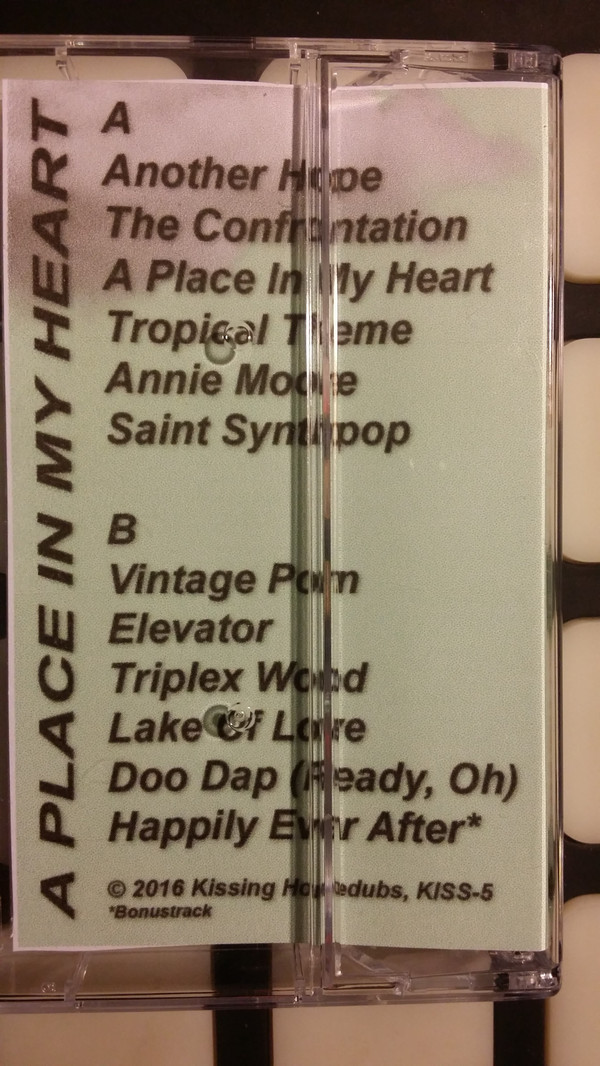 A PLACE IN MY HEART
A
Another Hope
The Confrontation
A Place In My Heart
Tropical Theme
Annie Moore
Saint Synthpop
B
Vintage Porn
Elevator
Triplex Wood
Lake Of Love
Doo Dap (Ready, Oh)
Happily Ever After*
© 2016 Kissing KISS-5
*Bonustrack